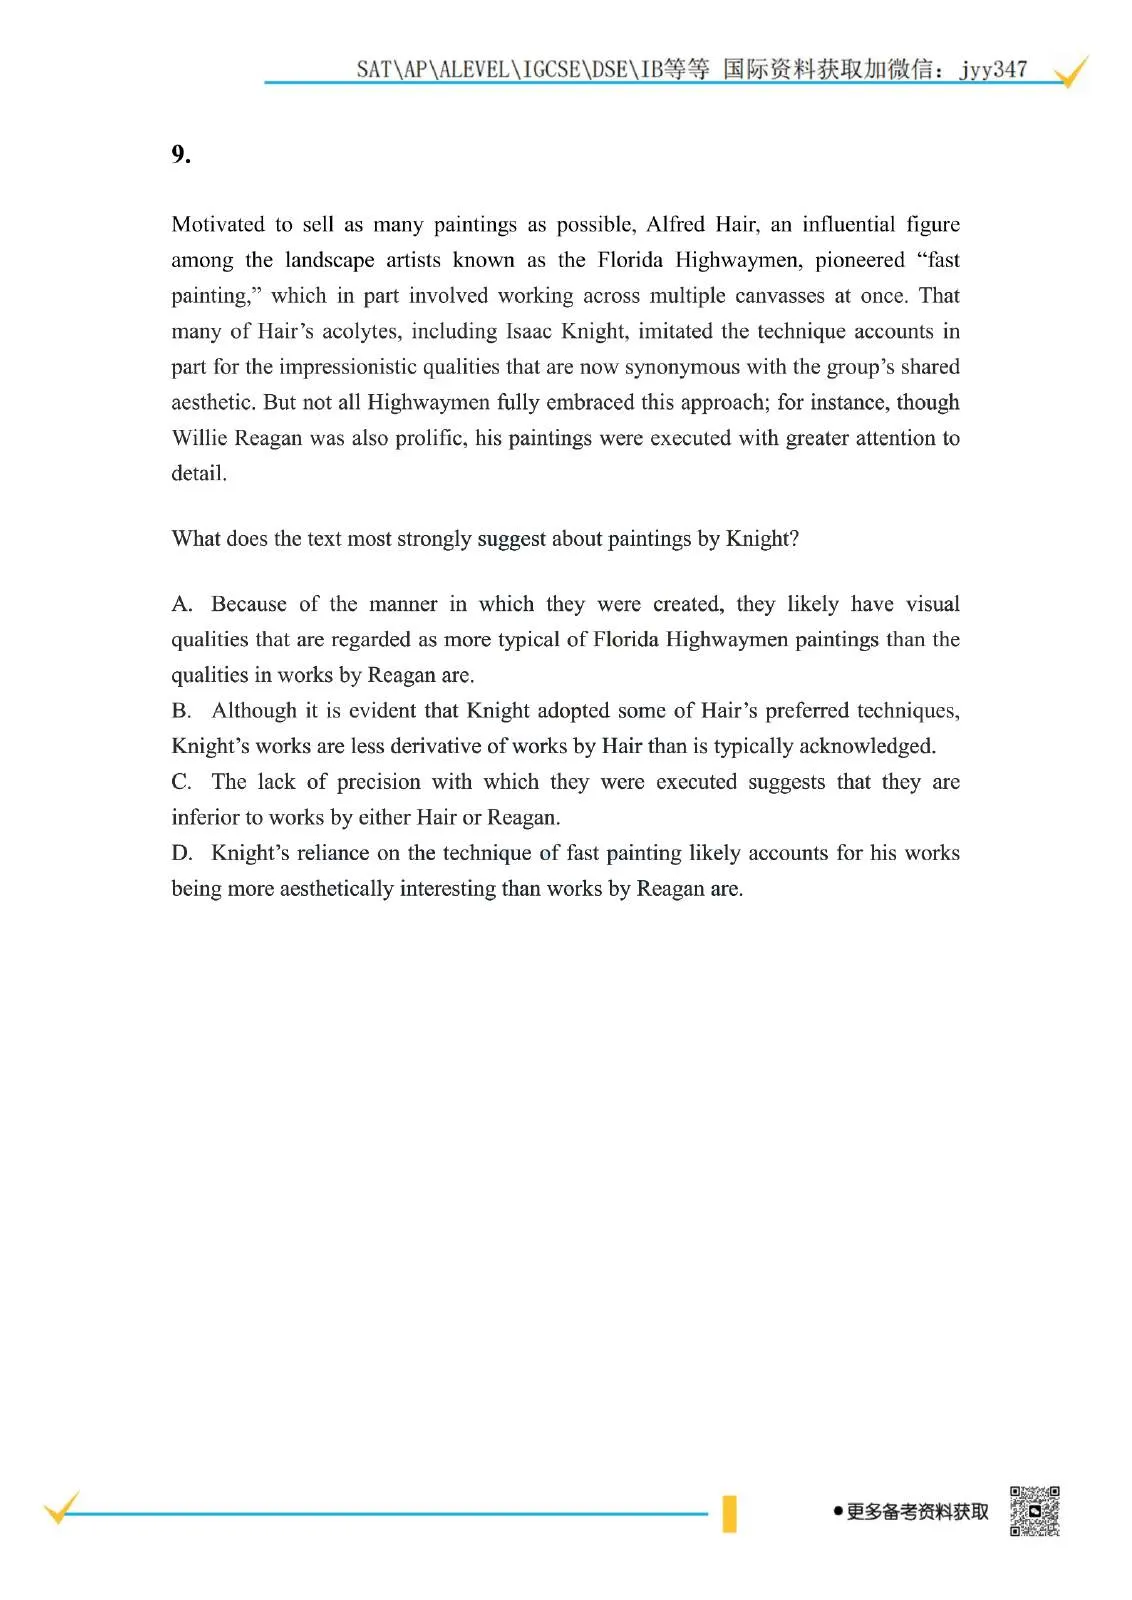 SAT\AP\ALEVEL\IGCSE\DSE\IB等等 国际资料获取加微信：jyy347
9.
Motivated to sell as many paintings as possible, Alfred Hair, an influential figure
among the landscape artists known as the Florida Highwaymen, pioneered “fast
painting,” which in part involved working across multiple canvasses at once. That
many of Hair’s acolytes, including Isaac Knight, imitated the technique accounts in
part for the impressionistic qualities that are now synonymous with the group’s shared
aesthetic. But not all Highwaymen fully embraced this approach; for instance, though
Willie Reagan was also prolific, his paintings were executed with greater attention to
detail.
What does the text most strongly suggest about paintings by Knight?
A. Because of the manner in which they were created, they likely have visual
qualities that are regarded as more typical of Florida Highwaymen paintings than the
qualities in works by Reagan are.
B. Although it is evident that Knight adopted some of Hair’s preferred techniques,
Knight’s works are less derivative of works by Hair than is typically acknowledged.
C. The lack of precision with which they were executed suggests that they are
inferior to works by either Hair or Reagan.
D. Knight’s reliance on the technique of fast painting likely accounts for his works
being more aesthetically interesting than works by Reagan are.
●更多备考资料获取